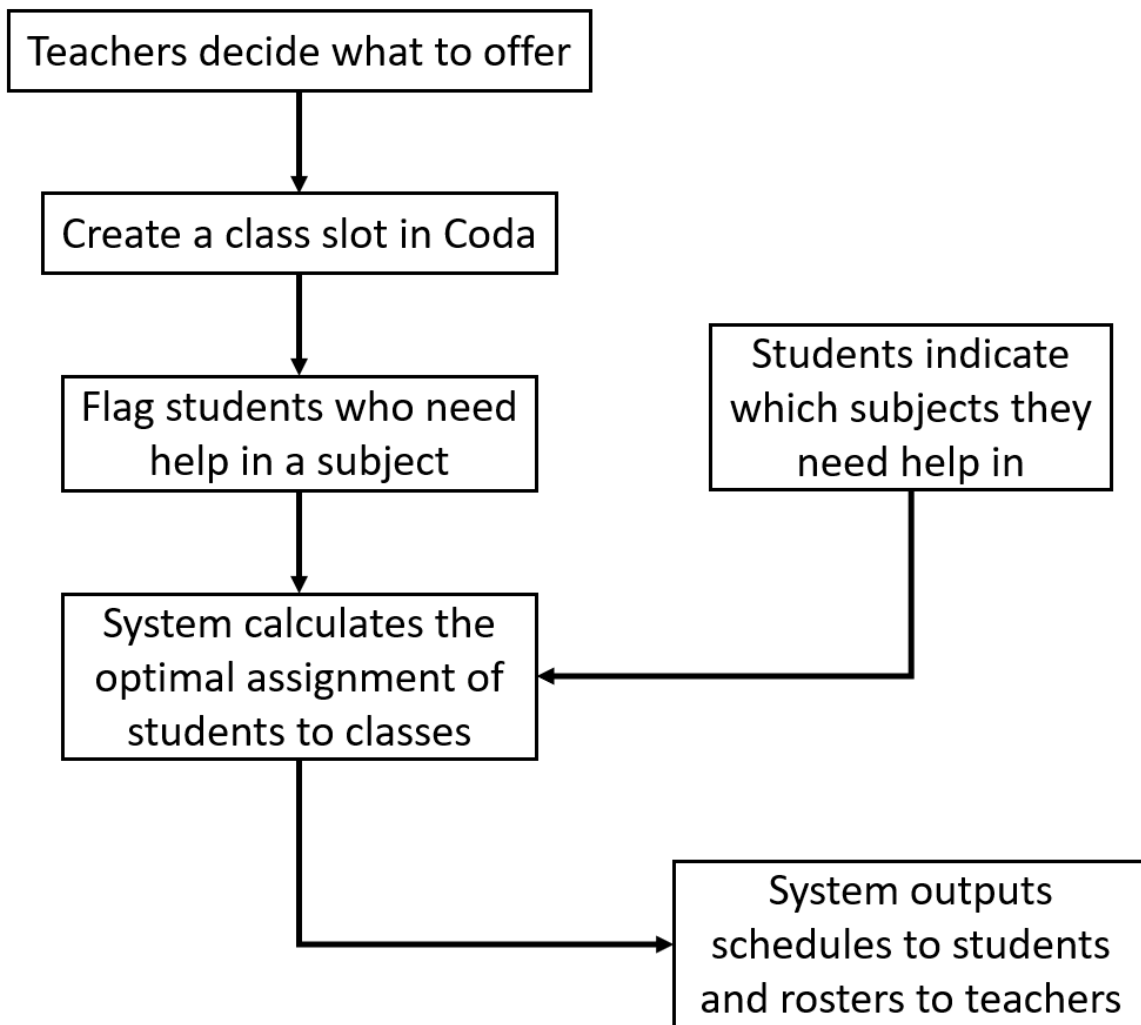 Teachers decide what to offer
Create a class slot in Coda
Flag students who need
help in a subject
Students indicate
which subjects they
need help in
System calculates the
optimal assignment of
students to classes
System outputs
schedules to students
and rosters to teachers